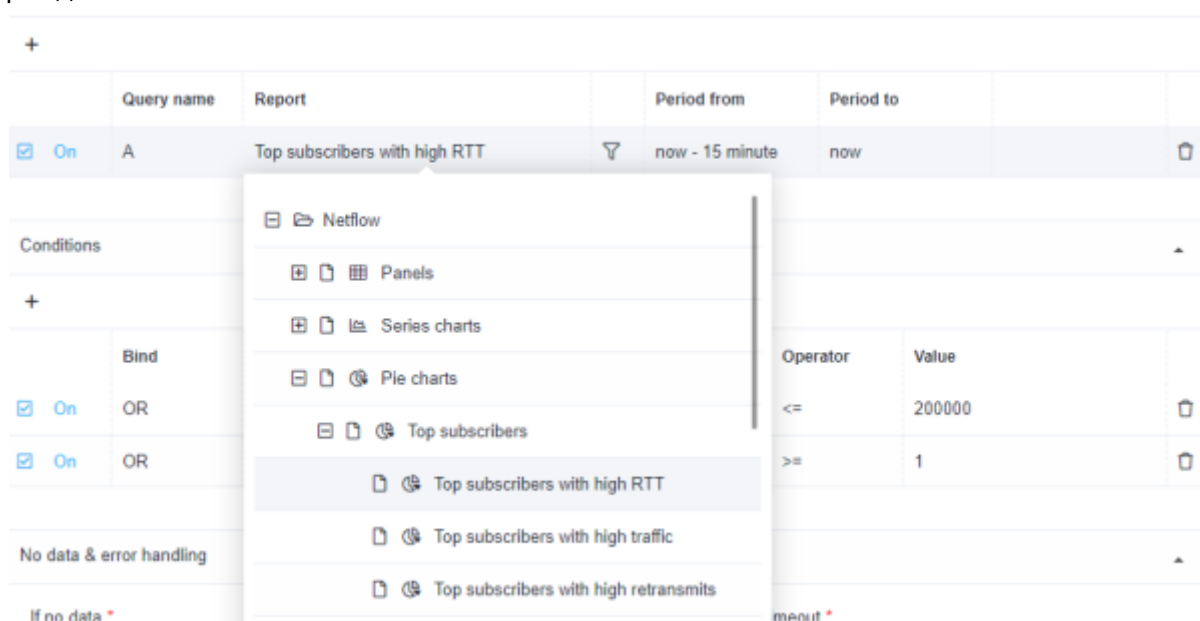 +
Query name Report Period from Period to
On A Top subscribers with high RTT now - 15 minute now
Netflow
Conditions
Panels
+
Series charts
Bind Operator Value
Pie charts
On OR <= 200000
Top subscribers
On OR >= 1
Top subscribers with high RTT
Top subscribers with high traffic
No data & error handling
Top subscribers with high retransmits
If no data * meout *